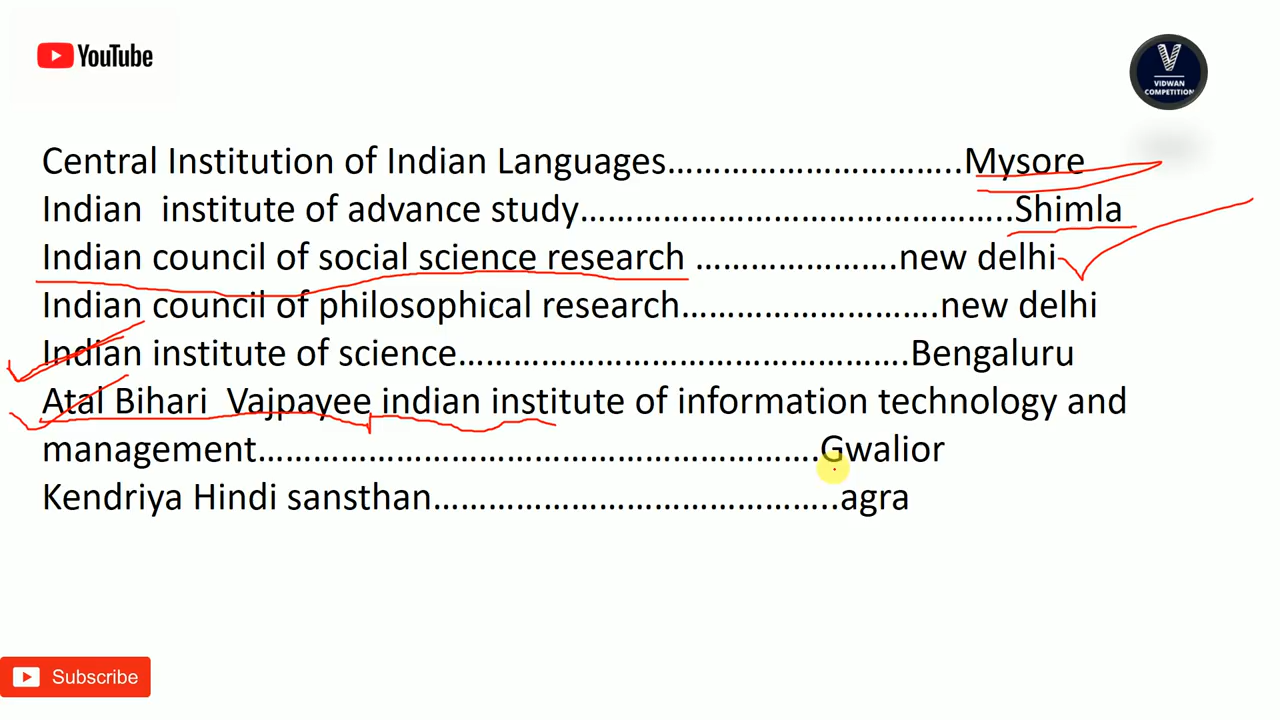 YouTube
V
VIDWAN
COMPETITION
Central Institution of Indian Languages…………………………..Mysore
Indian  institute of advance study……………………………………..Shimla
Indian council of social science research ………………….new delhi
Indian council of philosophical research……………………….new delhi
Indian institute of science……………………………………….Bengaluru
Atal Bihari  Vajpayee indian institute of information technology and
management…………………………………………………….Gwalior
Kendriya Hindi sansthan……………………………………..agra
Subscribe